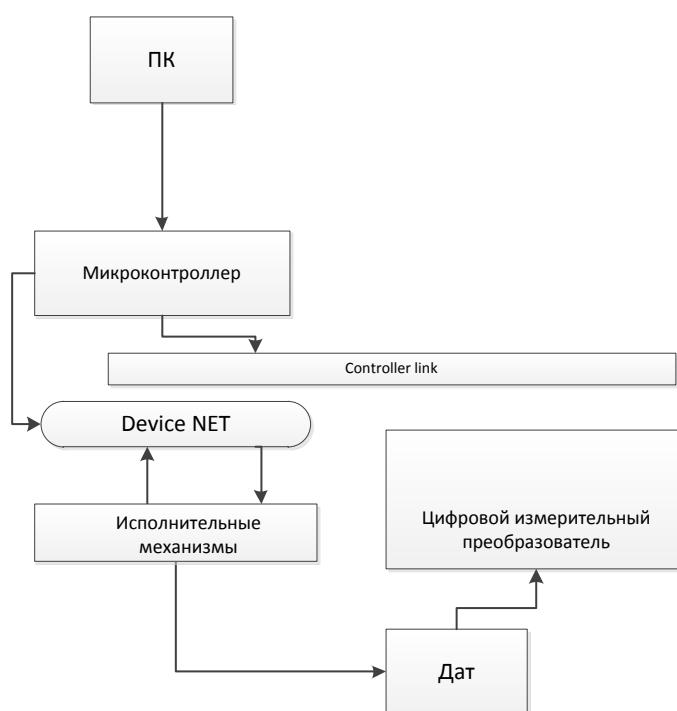 ПК
Микроконтроллер
Controller link
Device NET
Исполнительные
механизмы
Цифровой измерительный
преобразователь
Дат